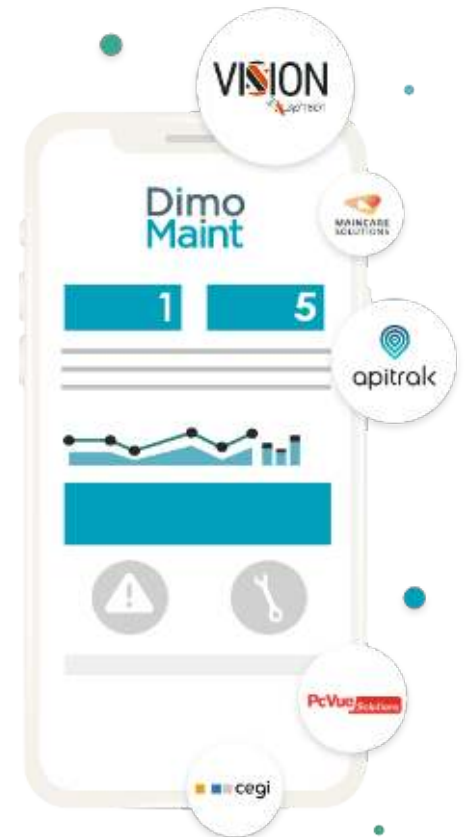 VISION
Dimo
Maint
MAINCARE
SOLUTIONS
1 5
apitrak
PcVue Solutions
cegi